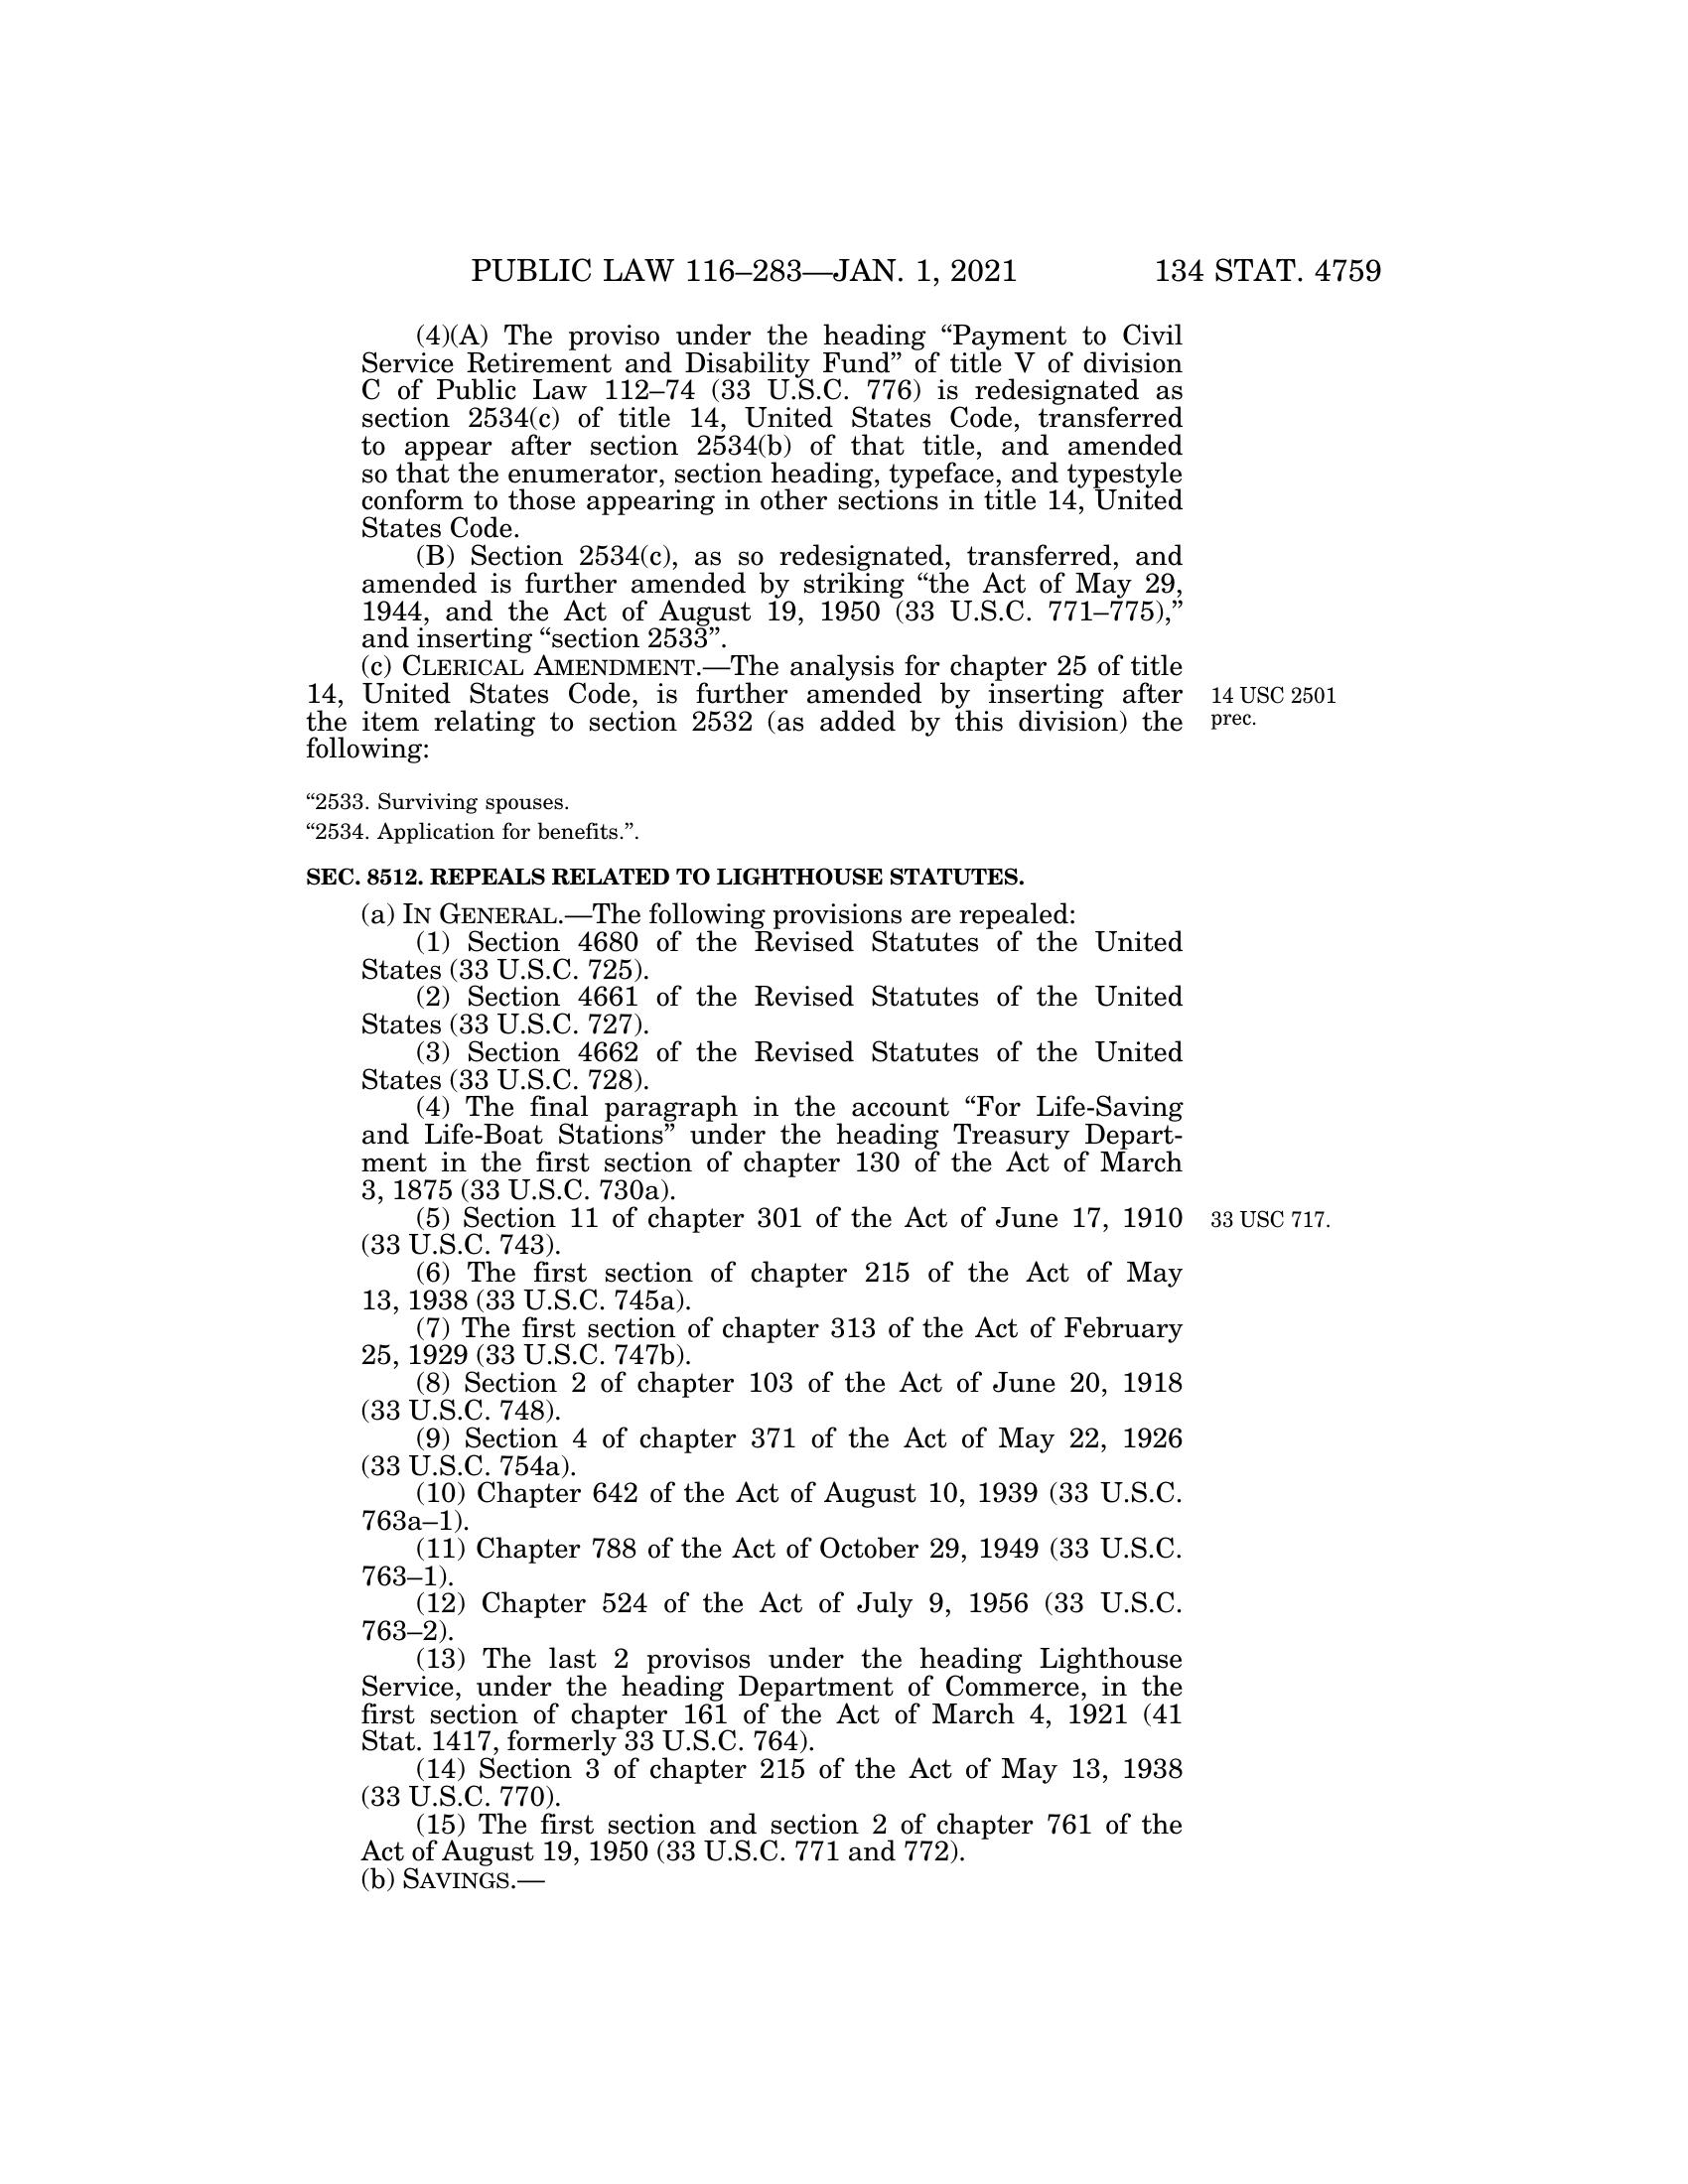 PUBLIC LAW 116–283—JAN. 1, 2021 134 STAT. 4759
(4)(A) The proviso under the heading “Payment to Civil
Service Retirement and Disability Fund” of title V of division
C of Public Law 112–74 (33 U.S.C. 776) is redesignated as
section 2534(c) of title 14, United States Code, transferred
to appear after section 2534(b) of that title, and amended
so that the enumerator, section heading, typeface, and typestyle
conform to those appearing in other sections in title 14, United
States Code.
(B) Section 2534(c), as so redesignated, transferred, and
amended is further amended by striking “the Act of May 29,
1944, and the Act of August 19, 1950 (33 U.S.C. 771–775),”
and inserting “section 2533”.
(c) CLERICAL AMENDMENT.—The analysis for chapter 25 of title
14, United States Code, is further amended by inserting after
the item relating to section 2532 (as added by this division) the
following:
14 USC 2501
prec.
“2533. Surviving spouses.
“2534. Application for benefits.”.
SEC. 8512. REPEALS RELATED TO LIGHTHOUSE STATUTES.
(a) IN GENERAL.—The following provisions are repealed:
(1) Section 4680 of the Revised Statutes of the United
States (33 U.S.C. 725).
(2) Section 4661 of the Revised Statutes of the United
States (33 U.S.C. 727).
(3) Section 4662 of the Revised Statutes of the United
States (33 U.S.C. 728).
(4) The final paragraph in the account “For Life-Saving
and Life-Boat Stations” under the heading Treasury Depart-
ment in the first section of chapter 130 of the Act of March
3, 1875 (33 U.S.C. 730a).
(5) Section 11 of chapter 301 of the Act of June 17, 1910
(33 U.S.C. 743).
33 USC 717.
(6) The first section of chapter 215 of the Act of May
13, 1938 (33 U.S.C. 745a).
(7) The first section of chapter 313 of the Act of February
25, 1929 (33 U.S.C. 747b).
(8) Section 2 of chapter 103 of the Act of June 20, 1918
(33 U.S.C. 748).
(9) Section 4 of chapter 371 of the Act of May 22, 1926
(33 U.S.C. 754a).
(10) Chapter 642 of the Act of August 10, 1939 (33 U.S.C.
763a–1).
(11) Chapter 788 of the Act of October 29, 1949 (33 U.S.C.
763–1).
(12) Chapter 524 of the Act of July 9, 1956 (33 U.S.C.
763–2).
(13) The last 2 provisos under the heading Lighthouse
Service, under the heading Department of Commerce, in the
first section of chapter 161 of the Act of March 4, 1921 (41
Stat. 1417, formerly 33 U.S.C. 764).
(14) Section 3 of chapter 215 of the Act of May 13, 1938
(33 U.S.C. 770).
(15) The first section and section 2 of chapter 761 of the
Act of August 19, 1950 (33 U.S.C. 771 and 772).
(b) SAVINGS.—